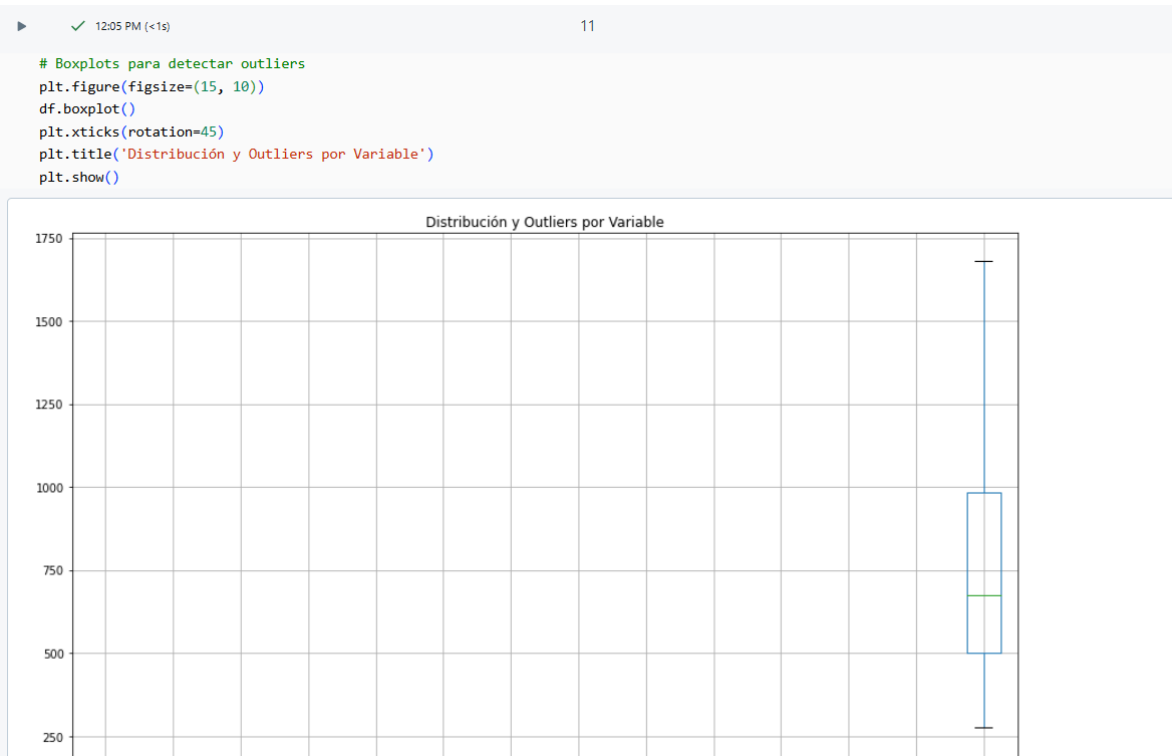 12:05 PM (<1s)
11
# Boxplots para detectar outliers
plt.figure(figsize=(15, 10))
df.boxplot()
plt.xticks(rotation=45)
plt.title('Distribución y Outliers por Variable')
plt.show()
Distribución y Outliers por Variable
1750
1500
1250
1000
750
500
250